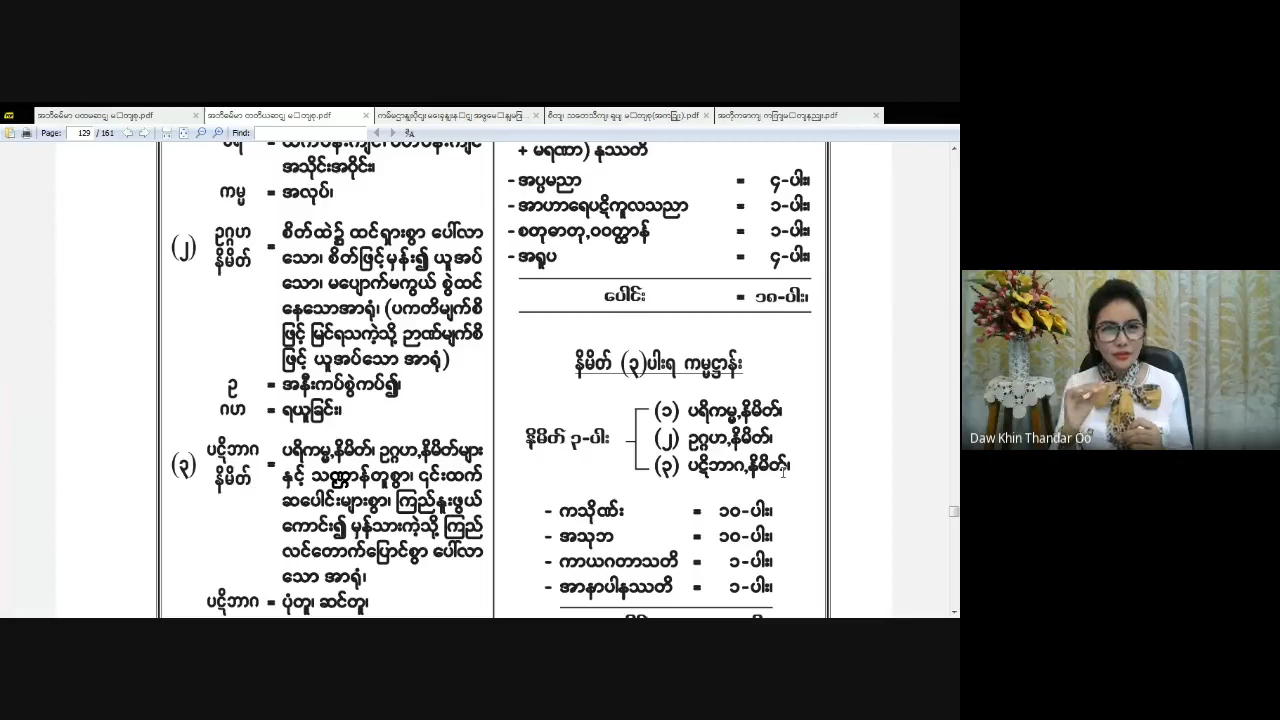 Page: 129 / 161 Find:
အသိုင်းအဝိုင်း၊
ကမ္မ = အလုပ်၊
(၂) ဥဂ္ဂဟ နိမိတ် = စိတ်ထဲ၌ ထင်ရှားစွာ ပေါ်လာ
သော၊ စိတ်ဖြင့်မှန်း၍ ယူအပ်
သော၊ မပျောက်မကွယ် စွဲထင်
နေသောအာရုံ၊ (ပကတိမျက်စိ
ဖြင့် မြင်ရသကဲ့သို့ ဉာဏ်မျက်စိ
ဖြင့် ယူအပ်သော အာရုံ)
ဥ = အနီးကပ်စွဲကပ်၍၊
ဂဟ = ရယူခြင်း၊
(၃) ပဋိဘာဂ နိမိတ် = ပရိကမ္မ,နိမိတ်၊ ဥဂ္ဂဟ,နိမိတ်များ
နှင့် သဏ္ဌာန်တူစွာ၊ ၎င်းထက်
ဆပေါင်းများစွာ၊ ကြည်နူးဖွယ်
ကောင်း၍ မှန်သားကဲ့သို့ ကြည်
လင်တောက်ပြောင်စွာ ပေါ်လာ
သော အာရုံ၊
ပဋိဘာဂ = ပုံတူ၊ ဆင်တူ၊
+ မရဏာ) နုဿတိ
- အပ္ပမညာ = ၄-ပါး၊
- အာဟာရေပဋိကူလသညာ = ၁-ပါး၊
- စတုဓာတု,ဝဝတ္ထာန် = ၁-ပါး၊
- အရူပ = ၄-ပါး၊
ပေါင်း = ၁၈-ပါး၊
နိမိတ် (၃)ပါးရ ကမ္မဋ္ဌာန်း
နိမိတ် ၃-ပါး
(၁) ပရိကမ္မ,နိမိတ်၊
(၂) ဥဂ္ဂဟ,နိမိတ်၊
(၃) ပဋိဘာဂ,နိမိတ်၊
- ကသိုဏ်း = ၁၀-ပါး၊
- အသုဘ = ၁၀-ပါး၊
- ကာယဂတာသတိ = ၁-ပါး၊
- အာနာပါနဿတိ = ၁-ပါး၊
Daw Khin Thandar Oo